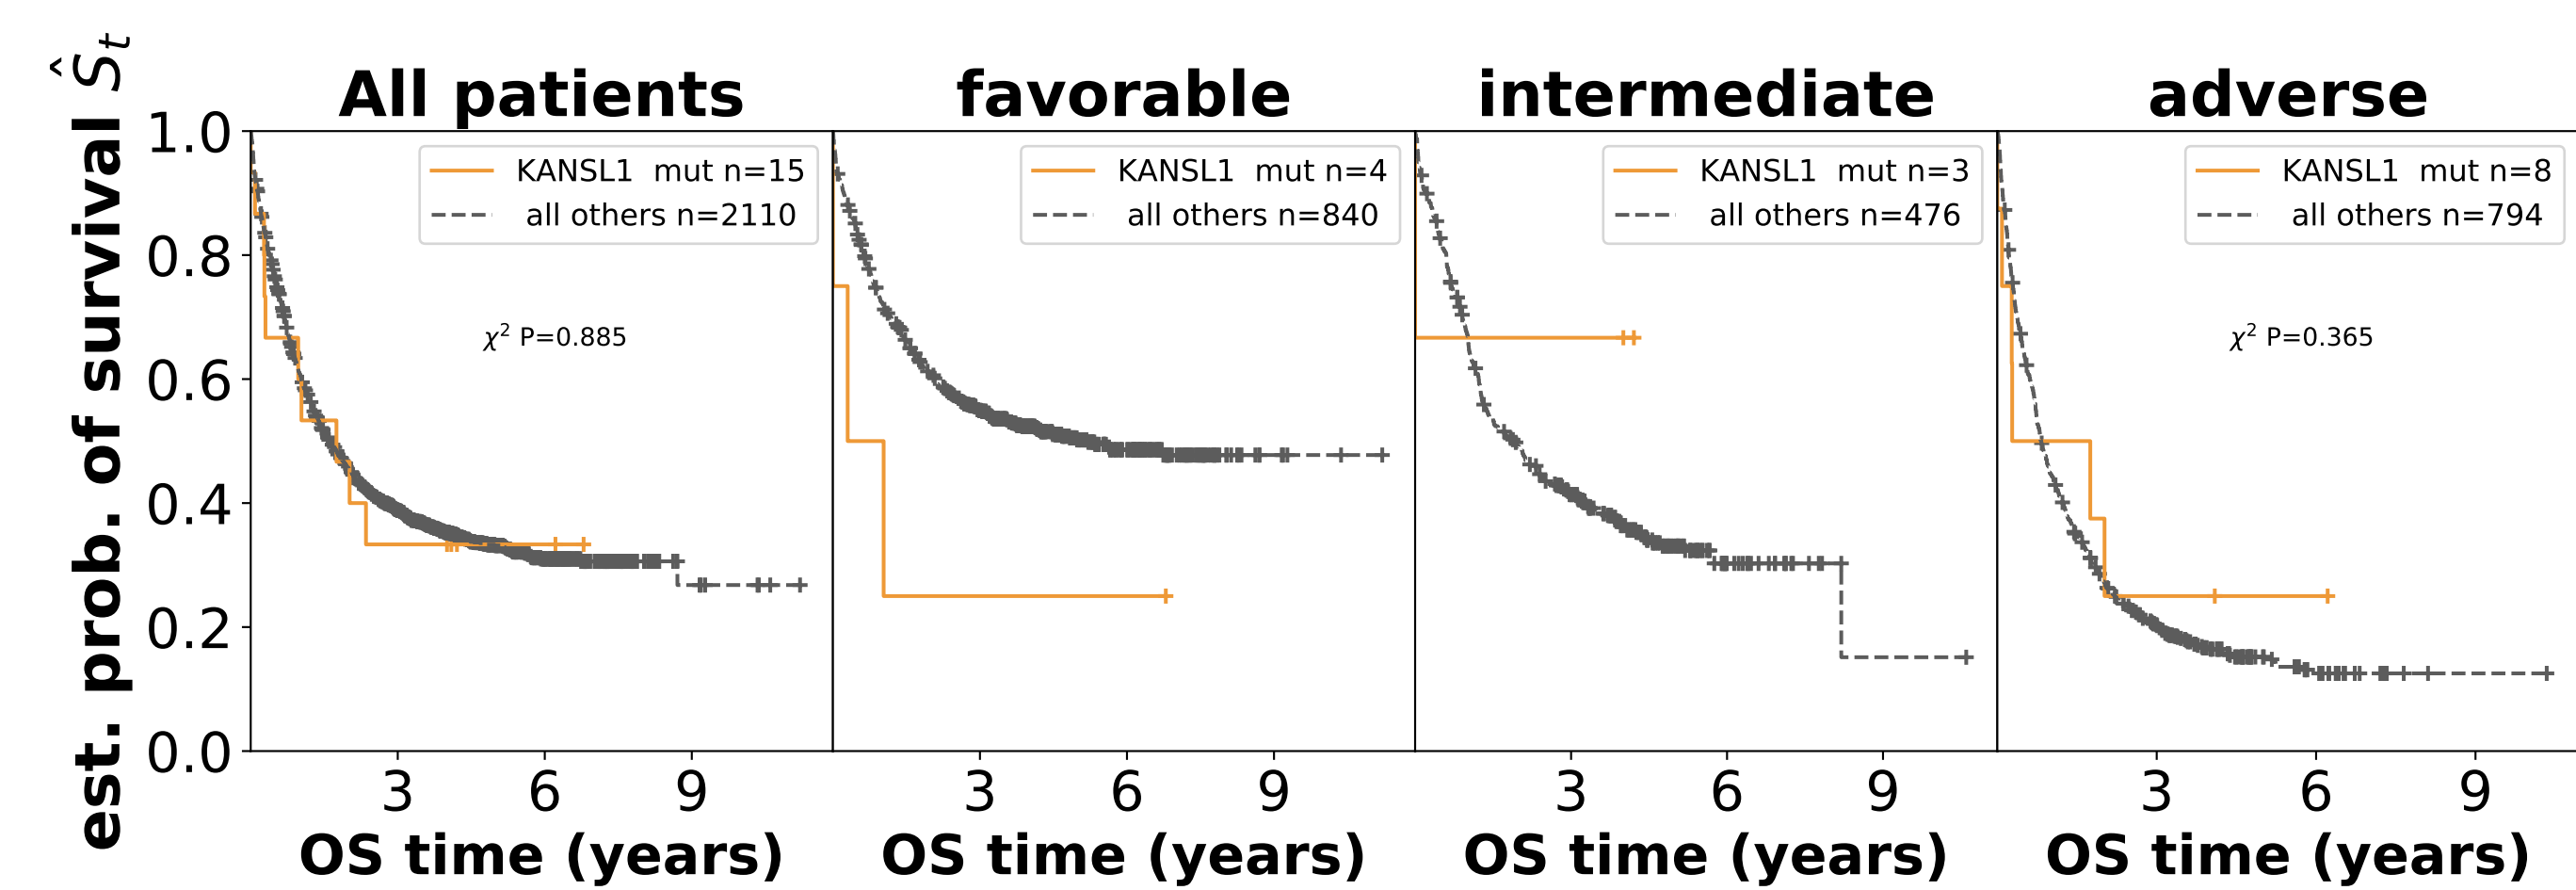 est. prob. of survival Ŝt
All patients
favorable
intermediate
adverse
1.0
0.8
0.6
0.4
0.2
0.0
KANSL1 mut n=15
all others n=2110
χ² P=0.885
3 6 9
OS time (years)
KANSL1 mut n=4
all others n=840
3 6 9
OS time (years)
KANSL1 mut n=3
all others n=476
3 6 9
OS time (years)
KANSL1 mut n=8
all others n=794
χ² P=0.365
3 6 9
OS time (years)